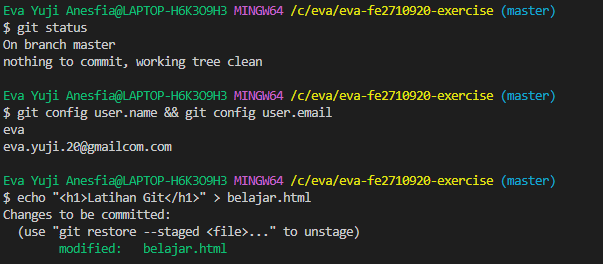 Eva Yuji Anesfia@LAPTOP-H6K3O9H3 MINGW64 /c/eva/eva-fe2710920-exercise (master)
$ git status
On branch master
nothing to commit, working tree clean
Eva Yuji Anesfia@LAPTOP-H6K3O9H3 MINGW64 /c/eva/eva-fe2710920-exercise (master)
$ git config user.name && git config user.email
eva
eva.yuji.20@gmailcom.com
Eva Yuji Anesfia@LAPTOP-H6K3O9H3 MINGW64 /c/eva/eva-fe2710920-exercise (master)
$ echo "<h1>Latihan Git</h1>" > belajar.html
Changes to be committed:
  (use "git restore --staged <file>..." to unstage)
        modified:   belajar.html